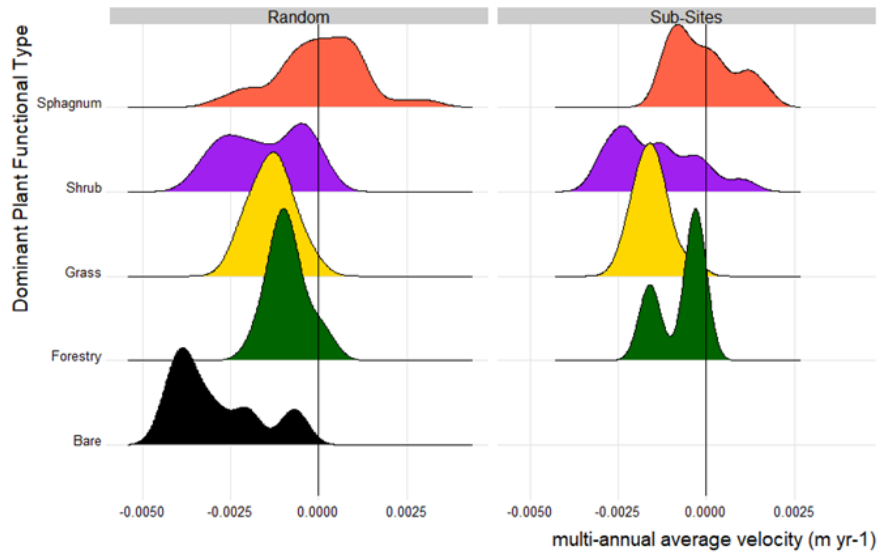 Random
Sub-Sites
Dominant Plant Functional Type
Sphagnum
Shrub
Grass
Forestry
Bare
-0.0050 -0.0025 0.0000 0.0025
-0.0050 -0.0025 0.0000 0.0025
multi-annual average velocity (m yr-1)